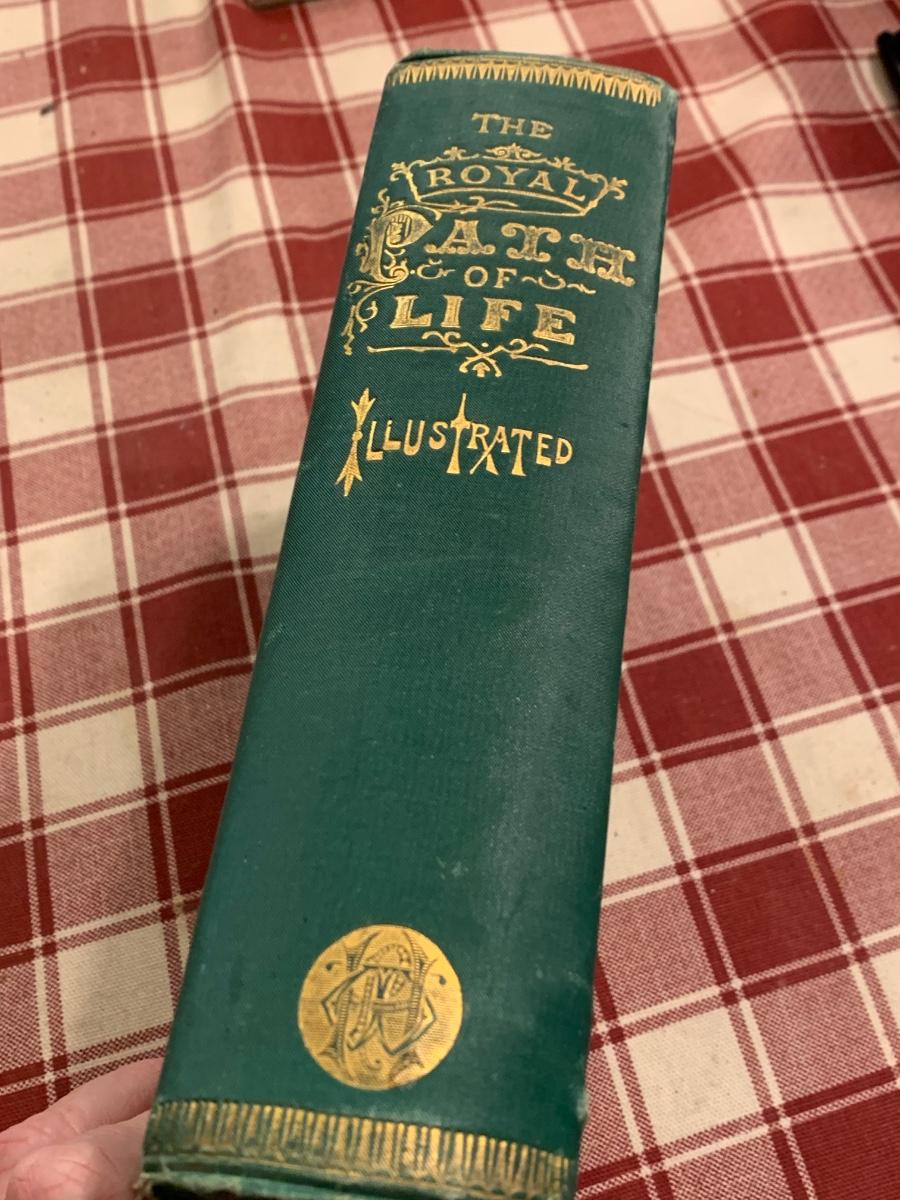 THE
ROYAL
PATH
OF
LIFE
ILLUSTRATED